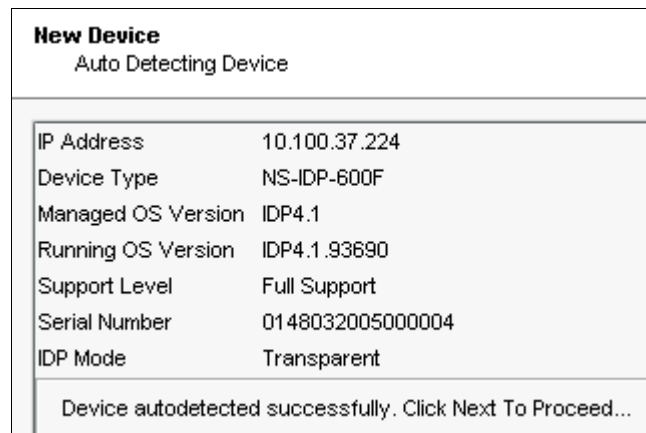 New Device
Auto Detecting Device
IP Address 10.100.37.224
Device Type NS-IDP-600F
Managed OS Version IDP4.1
Running OS Version IDP4.1.93690
Support Level Full Support
Serial Number 0148032005000004
IDP Mode Transparent
Device autodetected successfully. Click Next To Proceed...